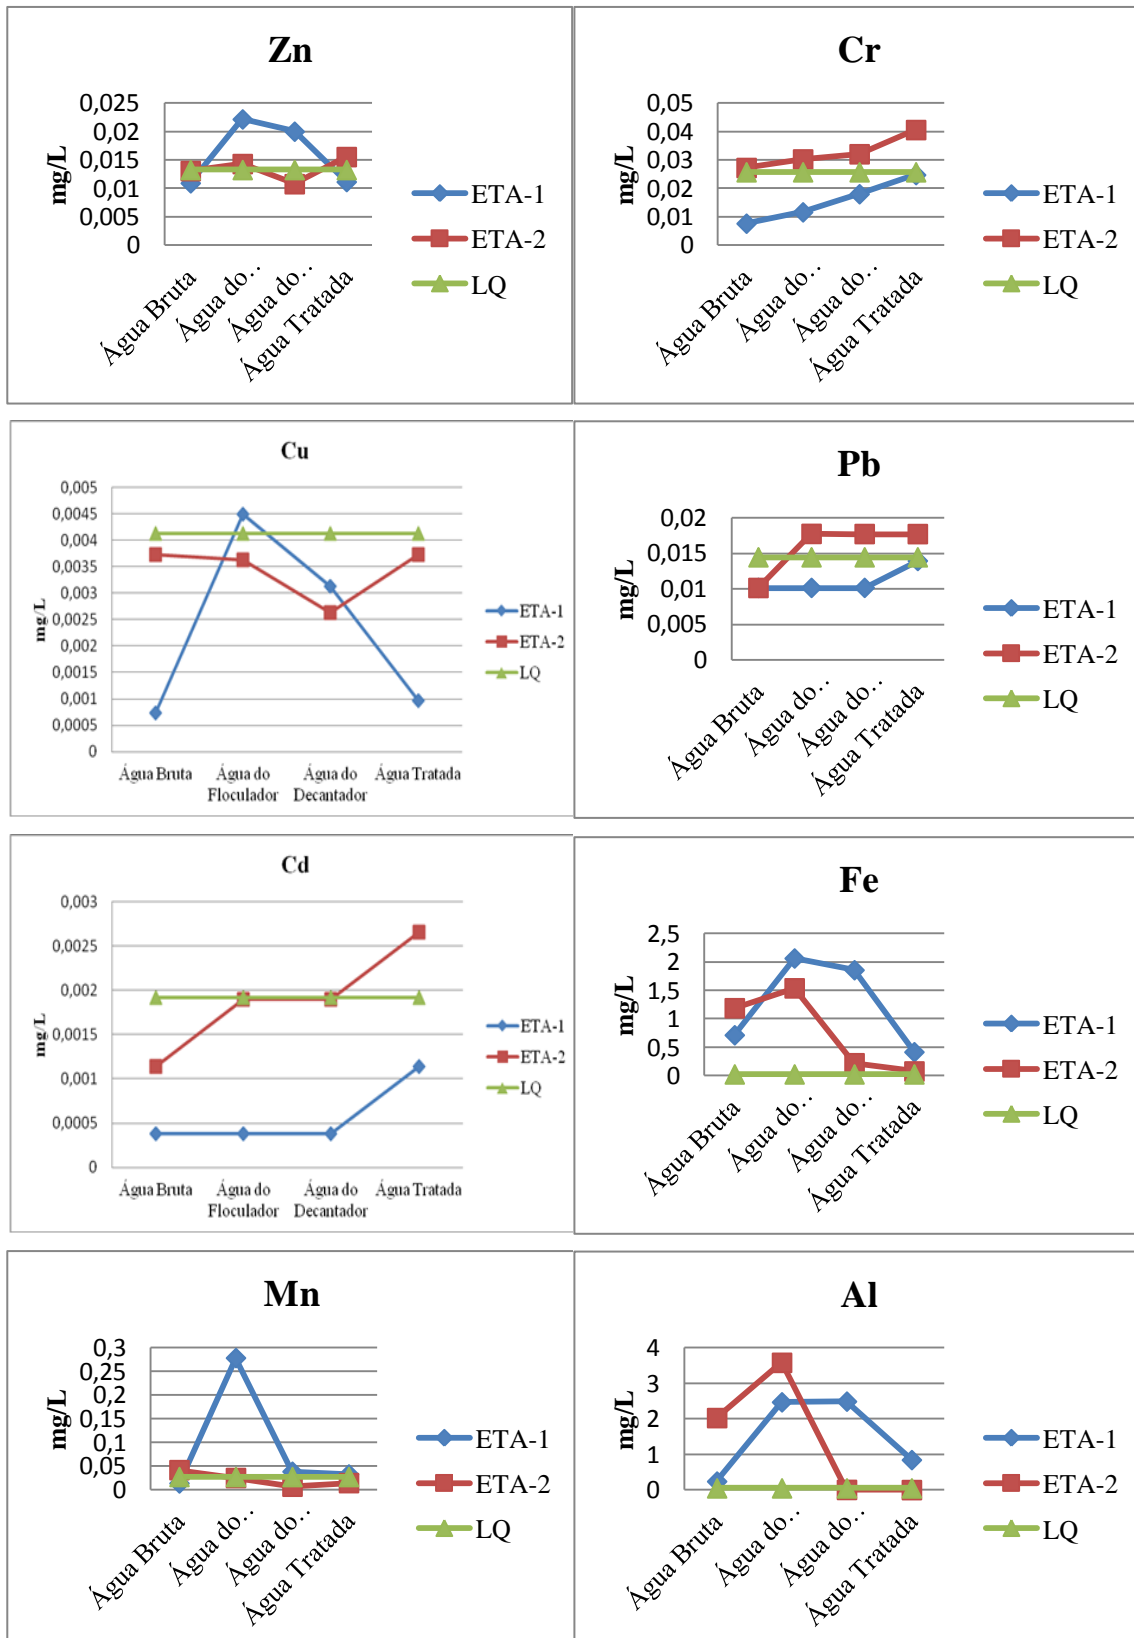 Zn
mg/L
0,025
0,02
0,015
0,01
0,005
0
Água Bruta
Água do..
Água do..
Água Tratada
ETA-1
ETA-2
LQ
Cr
mg/L
0,05
0,04
0,03
0,02
0,01
0
Água Bruta
Água do..
Água do..
Água Tratada
ETA-1
ETA-2
LQ
Cu
mg/L
0,005
0,0045
0,004
0,0035
0,003
0,0025
0,002
0,0015
0,001
0,0005
0
Água Bruta
Água do
Floculador
Água do
Decantador
Água Tratada
ETA-1
ETA-2
LQ
Pb
mg/L
0,02
0,015
0,01
0,005
0
Água Bruta
Água do..
Água do..
Água Tratada
ETA-1
ETA-2
LQ
Cd
mg/L
0,003
0,0025
0,002
0,0015
0,001
0,0005
0
Água Bruta
Água do
Floculador
Água do
Decantador
Água Tratada
ETA-1
ETA-2
LQ
Fe
mg/L
2,5
2
1,5
1
0,5
0
Água Bruta
Água do..
Água do..
Água Tratada
ETA-1
ETA-2
LQ
Mn
mg/L
0,3
0,25
0,2
0,15
0,1
0,05
0
Água Bruta
Água do..
Água do..
Água Tratada
ETA-1
ETA-2
LQ
Al
mg/L
4
3
2
1
0
Água Bruta
Água do..
Água do..
Água Tratada
ETA-1
ETA-2
LQ